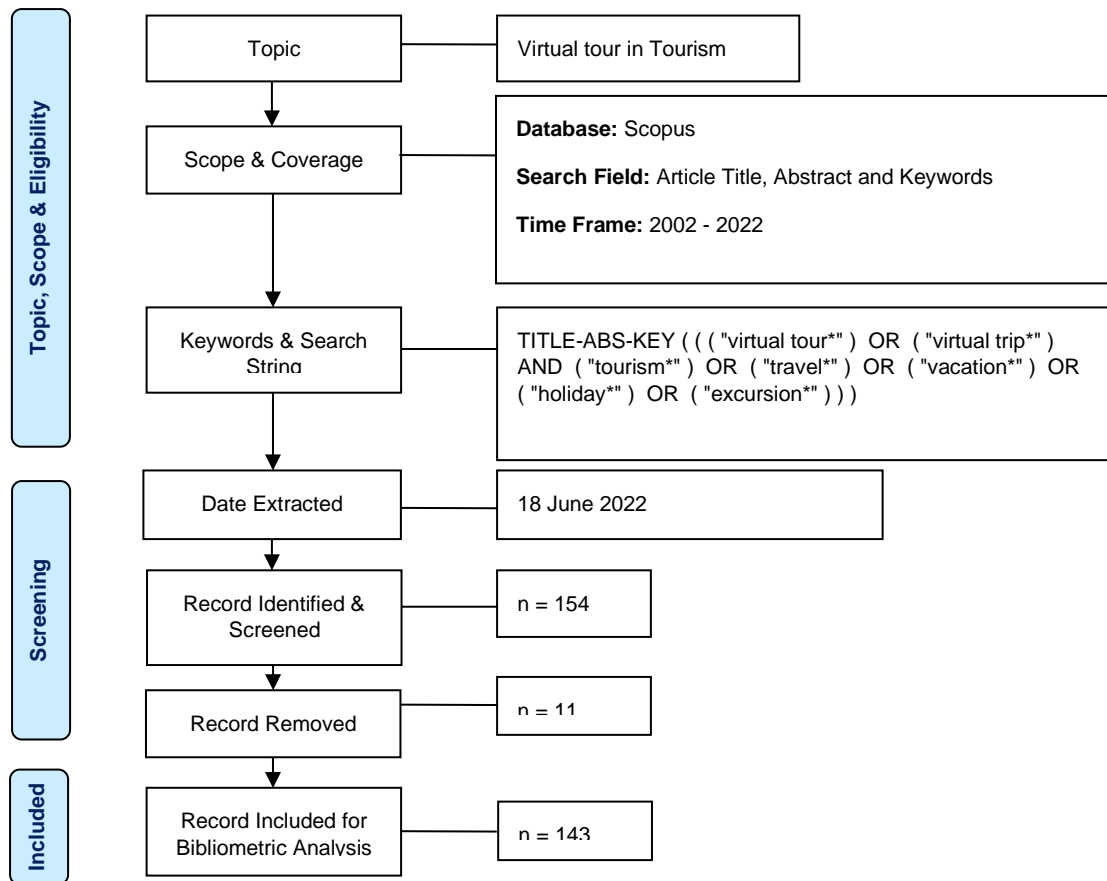 Topic, Scope & Eligibility
Topic
Virtual tour in Tourism
Scope & Coverage
Database: Scopus
Search Field: Article Title, Abstract and Keywords
Time Frame: 2002 - 2022
Keywords & Search
String
TITLE-ABS-KEY ( ( ( "virtual tour*" ) OR ( "virtual trip*" )
AND ( "tourism*" ) OR ( "travel*" ) OR ( "vacation*" ) OR
( "holiday*" ) OR ( "excursion*" ) ) )
Screening
Date Extracted
18 June 2022
Record Identified &
Screened
n = 154
Record Removed
n = 11
Included
Record Included for
Bibliometric Analysis
n = 143